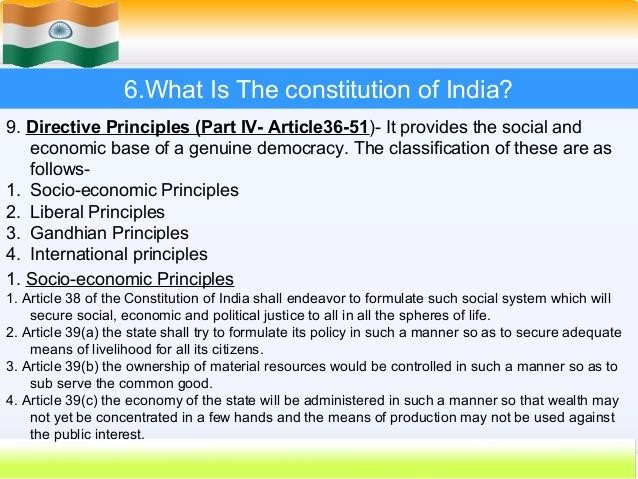 6.What Is The constitution of India?
9. Directive Principles (Part IV- Article36-51)- It provides the social and
economic base of a genuine democracy. The classification of these are as
follows-
1. Socio-economic Principles
2. Liberal Principles
3. Gandhian Principles
4. International principles
1. Socio-economic Principles
1. Article 38 of the Constitution of India shall endeavor to formulate such social system which will
secure social, economic and political justice to all in all the spheres of life.
2. Article 39(a) the state shall try to formulate its policy in such a manner so as to secure adequate
means of livelihood for all its citizens.
3. Article 39(b) the ownership of material resources would be controlled in such a manner so as to
sub serve the common good.
4. Article 39(c) the economy of the state will be administered in such a manner so that wealth may
not yet be concentrated in a few hands and the means of production may not be used against
the public interest.